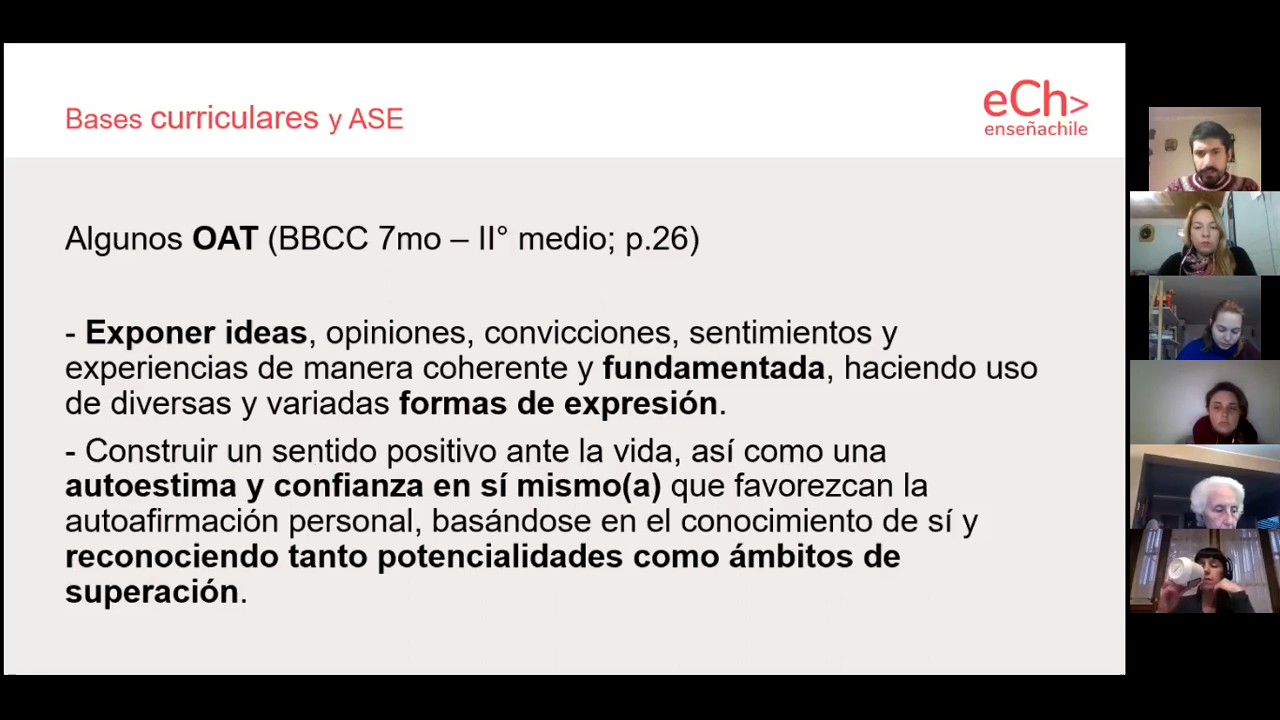 Bases curriculares y ASE
eCh>
enseñachile
Algunos OAT (BBCC 7mo – II° medio; p.26)
- Exponer ideas, opiniones, convicciones, sentimientos y
experiencias de manera coherente y fundamentada, haciendo uso
de diversas y variadas formas de expresión.
- Construir un sentido positivo ante la vida, así como una
autoestima y confianza en sí mismo(a) que favorezcan la
autoafirmación personal, basándose en el conocimiento de sí y
reconociendo tanto potencialidades como ámbitos de
superación.